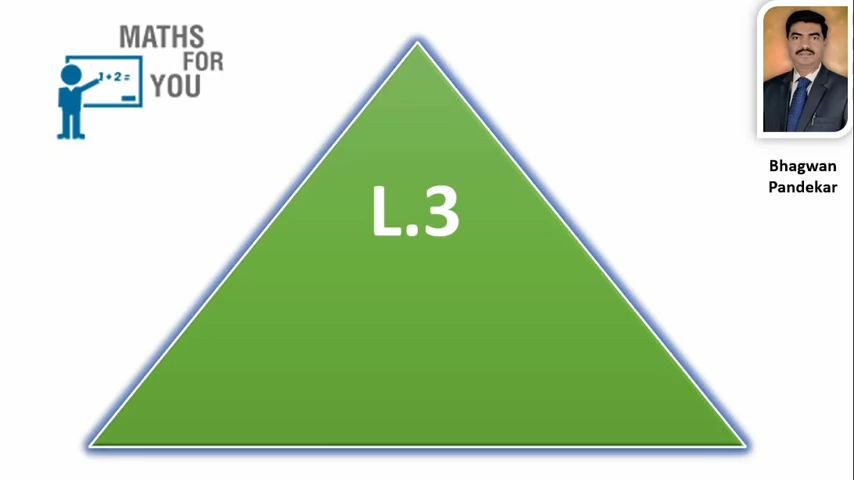 MATHS
FOR
YOU
1+2=
L.3
Bhagwan
Pandekar